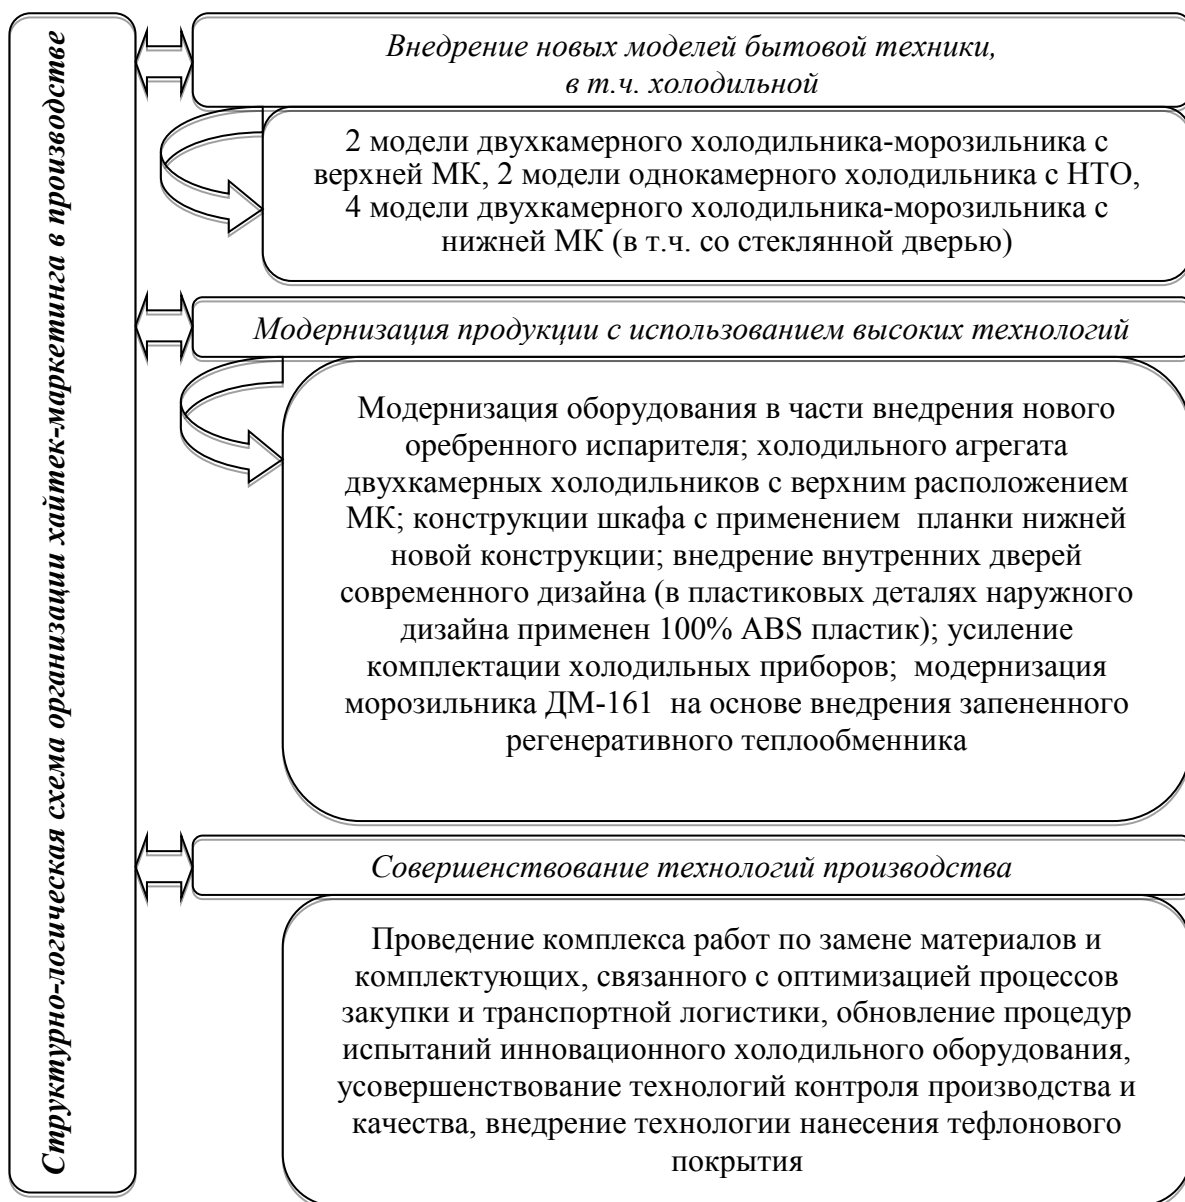 Структурно-логическая схема организации хайтек-маркетинга в производстве
Внедрение новых моделей бытовой техники,
в т.ч. холодильной
2 модели двухкамерного холодильника-морозильника с
верхней МК, 2 модели однокамерного холодильника с НТО,
4 модели двухкамерного холодильника-морозильника с
нижней МК (в т.ч. со стеклянной дверью)
Модернизация продукции с использованием высоких технологий
Модернизация оборудования в части внедрения нового
оребренного испарителя; холодильного агрегата
двухкамерных холодильников с верхним расположением
МК; конструкции шкафа с применением планки нижней
новой конструкции; внедрение внутренних дверей
современного дизайна (в пластиковых деталях наружного
дизайна применен 100% ABS пластик); усиление
комплектации холодильных приборов; модернизация
морозильника ДМ-161 на основе внедрения запененного
регенеративного теплообменника
Совершенствование технологий производства
Проведение комплекса работ по замене материалов и
комплектующих, связанного с оптимизацией процессов
закупки и транспортной логистики, обновление процедур
испытаний инновационного холодильного оборудования,
усовершенствование технологий контроля производства и
качества, внедрение технологии нанесения тефлонового
покрытия